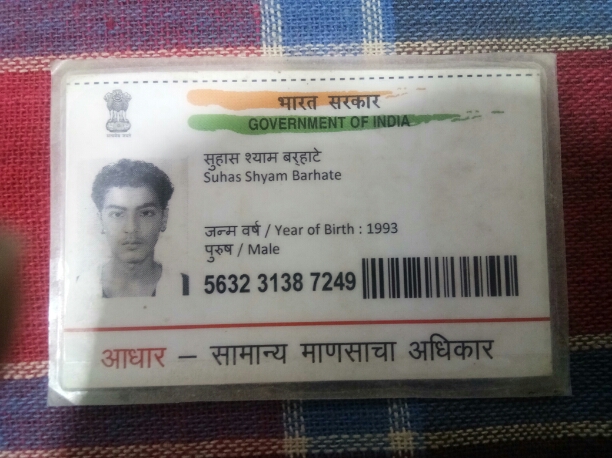 भारत सरकार
GOVERNMENT OF INDIA
सुहास श्याम बर्‍हाटे
Suhas Shyam Barhate
जन्म वर्ष / Year of Birth : 1993
पुरुष / Male
5632 3138 7249
आधार – सामान्य माणसाचा अधिकार